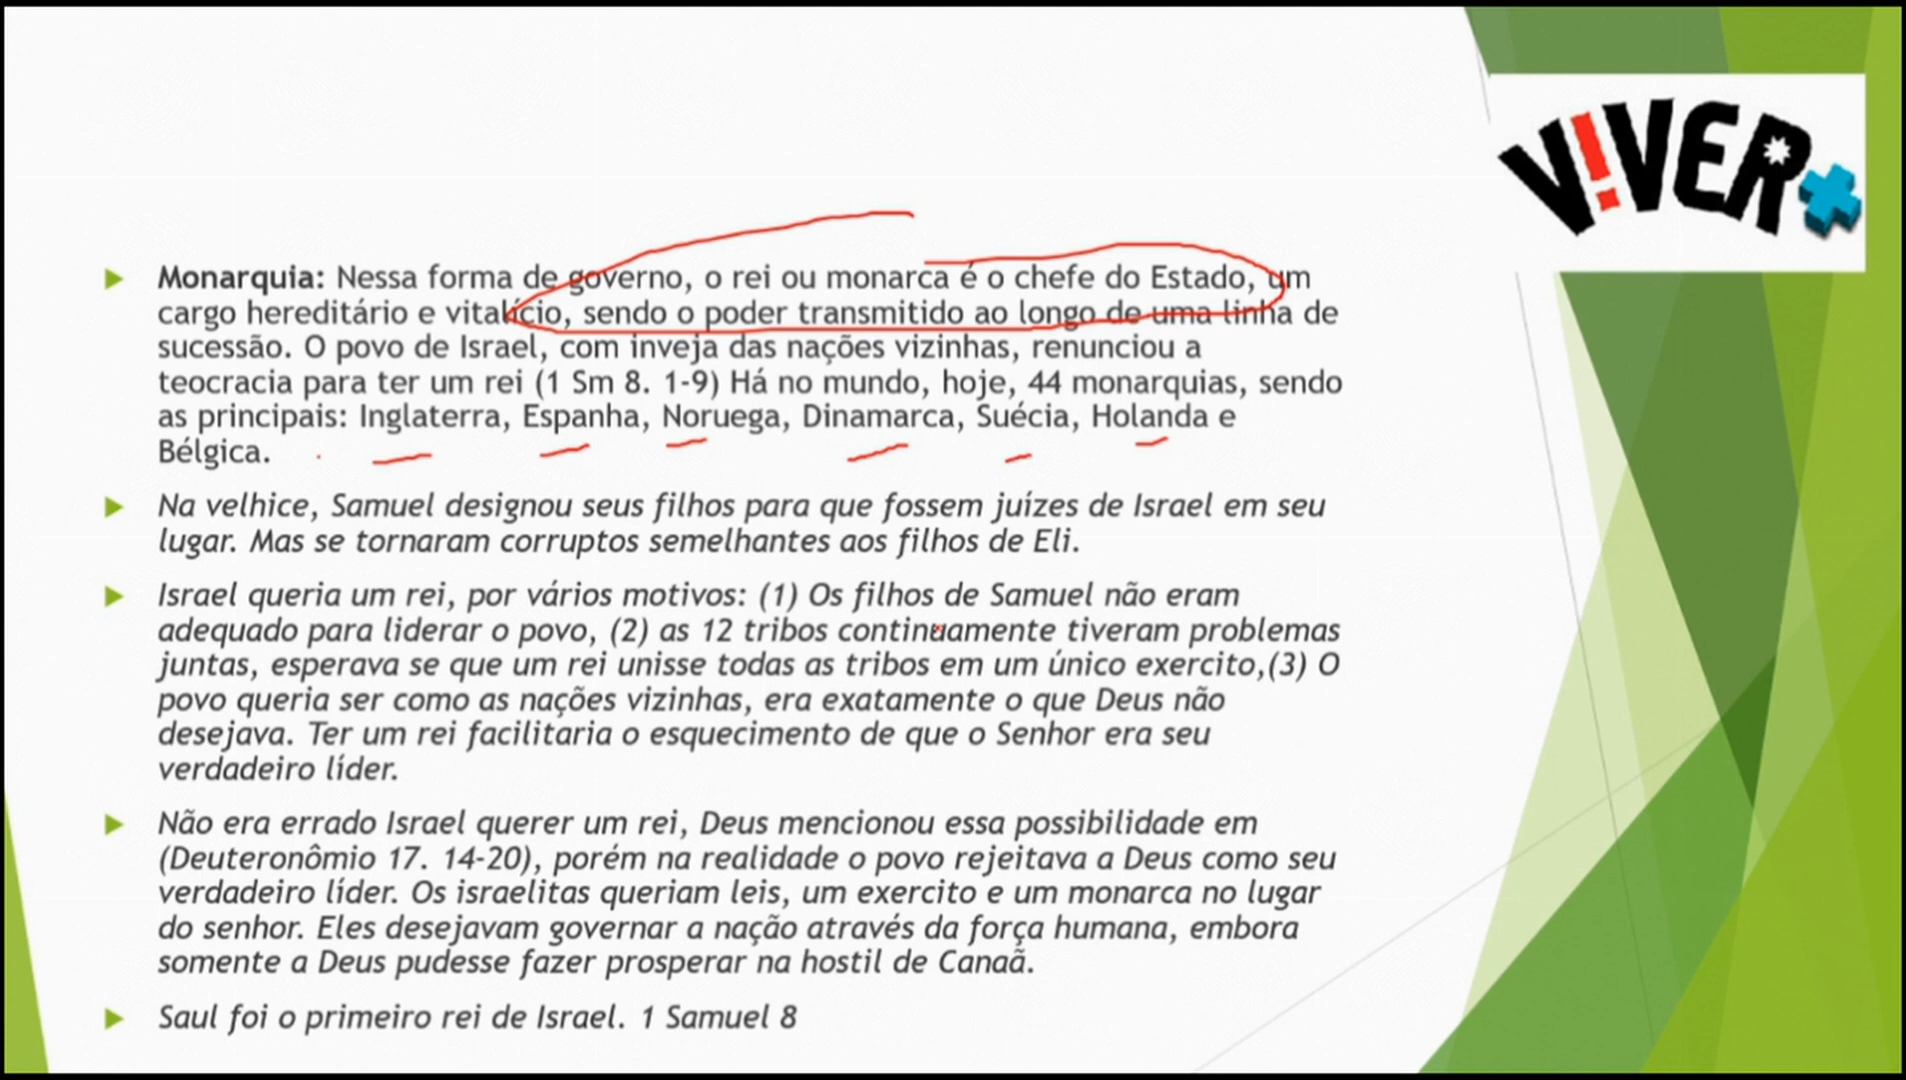 V!VER+
Monarquia: Nessa forma de governo, o rei ou monarca é o chefe do Estado, um
cargo hereditário e vitalício, sendo o poder transmitido ao longo de uma linha de
sucessão. O povo de Israel, com inveja das nações vizinhas, renunciou a
teocracia para ter um rei (1 Sm 8. 1-9) Há no mundo, hoje, 44 monarquias, sendo
as principais: Inglaterra, Espanha, Noruega, Dinamarca, Suécia, Holanda e
Bélgica.
Na velhice, Samuel designou seus filhos para que fossem juízes de Israel em seu
lugar. Mas se tornaram corruptos semelhantes aos filhos de Eli.
Israel queria um rei, por vários motivos: (1) Os filhos de Samuel não eram
adequado para liderar o povo, (2) as 12 tribos continuamente tiveram problemas
juntas, esperava se que um rei unisse todas as tribos em um único exercito,(3) O
povo queria ser como as nações vizinhas, era exatamente o que Deus não
desejava. Ter um rei facilitaria o esquecimento de que o Senhor era seu
verdadeiro líder.
Não era errado Israel querer um rei, Deus mencionou essa possibilidade em
(Deuteronômio 17. 14-20), porém na realidade o povo rejeitava a Deus como seu
verdadeiro líder. Os israelitas queriam leis, um exercito e um monarca no lugar
do senhor. Eles desejavam governar a nação através da força humana, embora
somente a Deus pudesse fazer prosperar na hostil de Canaã.
Saul foi o primeiro rei de Israel. 1 Samuel 8